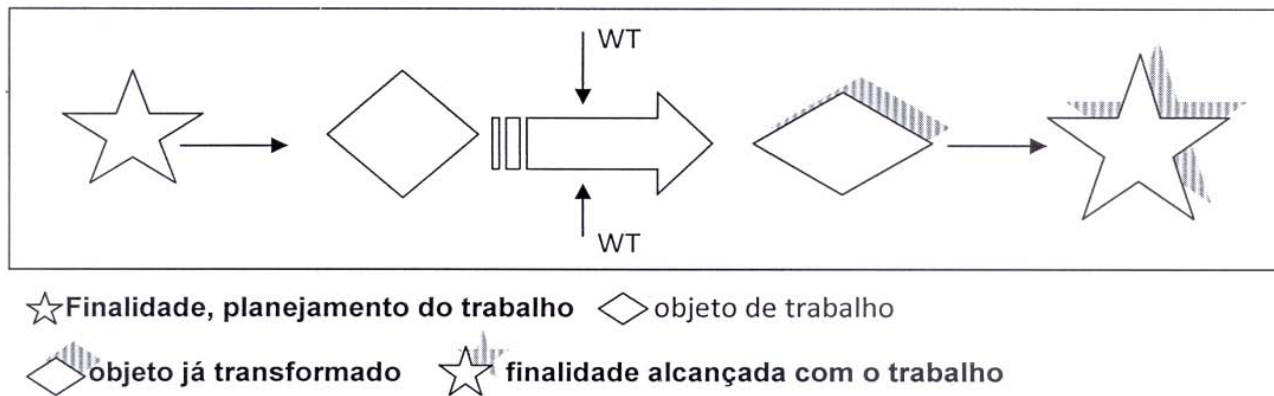 WT
WT
Finalidade, planejamento do trabalho objeto de trabalho
objeto já transformado finalidade alcançada com o trabalho